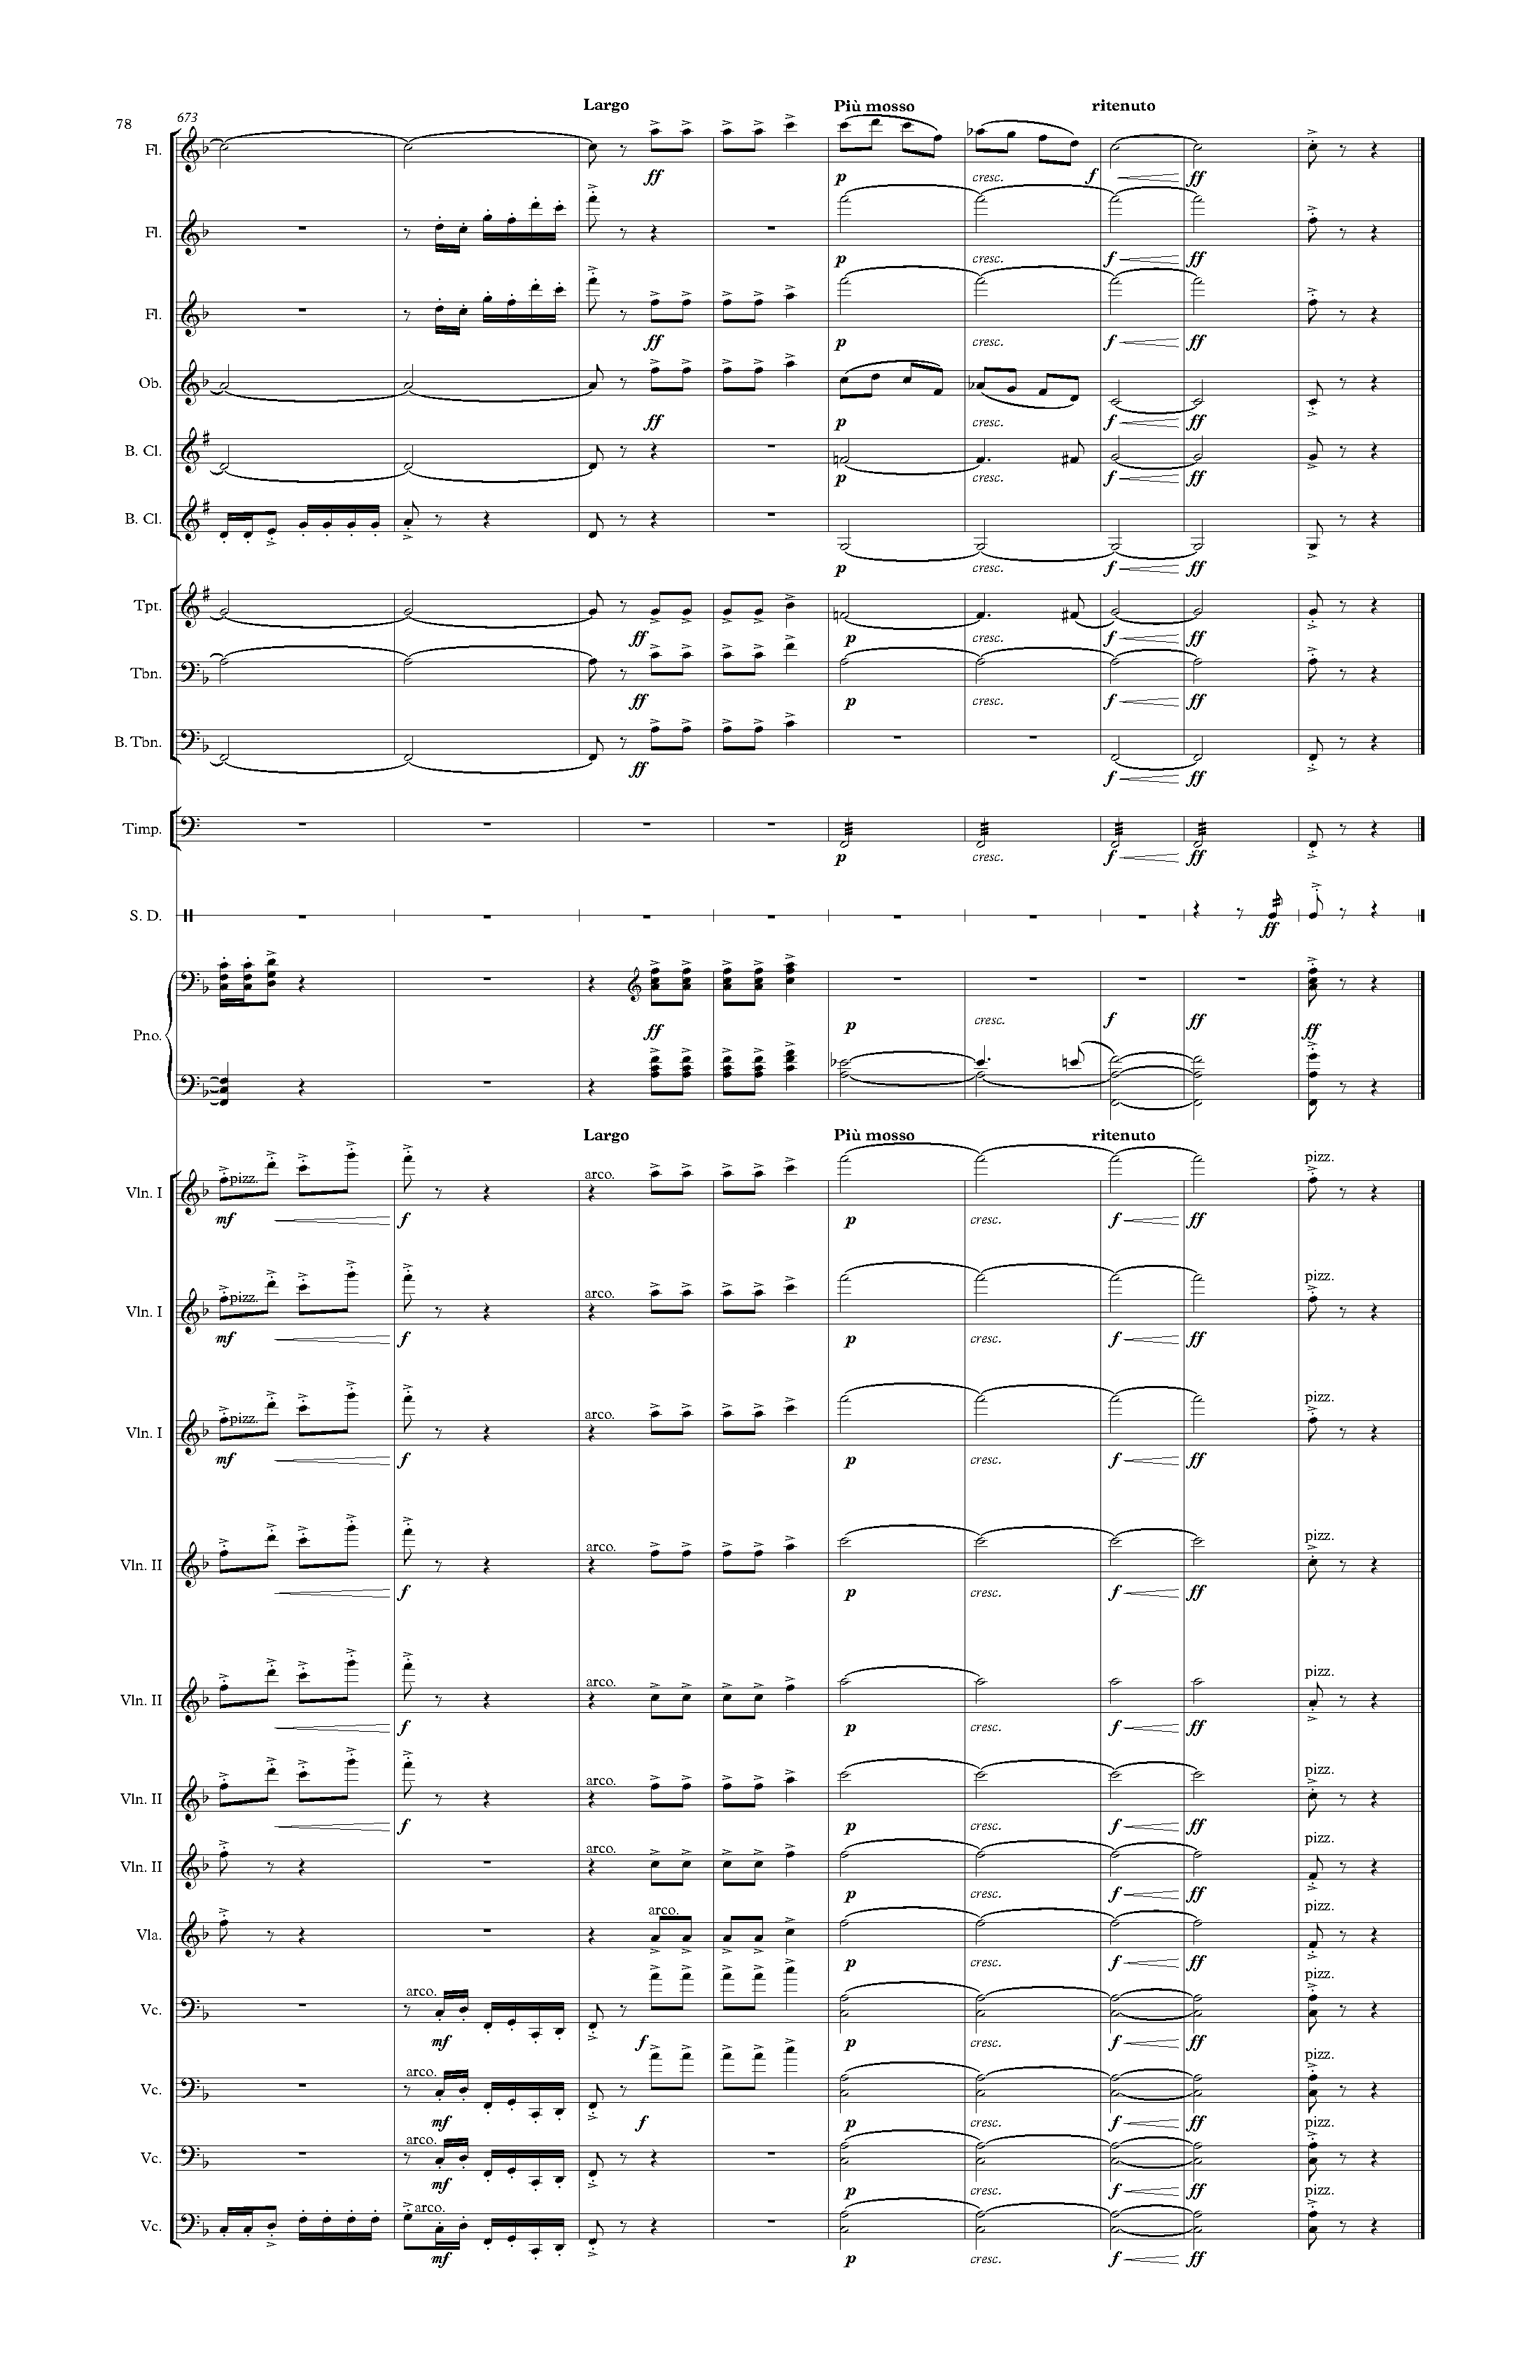 Largo Più mosso ritenuto
78 673
Fl.
ff p cresc. f ff
Fl.
p cresc. f ff
Fl.
ff p cresc. f ff
Ob.
ff p cresc. f ff
B. Cl.
p cresc. f ff
B. Cl.
p cresc. f ff
Tpt.
ff p cresc. f ff
Tbn.
ff p cresc. f ff
B. Tbn.
ff f ff
Timp.
p cresc. f ff
S. D.
ff
Pno.
ff p cresc. f ff ff
Largo Più mosso ritenuto
pizz. arco. pizz.
Vln. I
mf f p cresc. f ff
pizz. arco. pizz.
Vln. I
mf f p cresc. f ff
pizz. arco. pizz.
Vln. I
mf f p cresc. f ff
arco. pizz.
Vln. II
f p cresc. f ff
arco. pizz.
Vln. II
f p cresc. f ff
arco. pizz.
Vln. II
f p cresc. f ff
arco. pizz.
Vln. II
p cresc. f ff
arco. pizz.
Vla.
p cresc. f ff
arco. pizz.
Vc.
mf f p cresc. f ff
arco. pizz.
Vc.
mf f p cresc. f ff
arco. pizz.
Vc.
mf p cresc. f ff
arco. pizz.
Vc.
mf p cresc. f ff